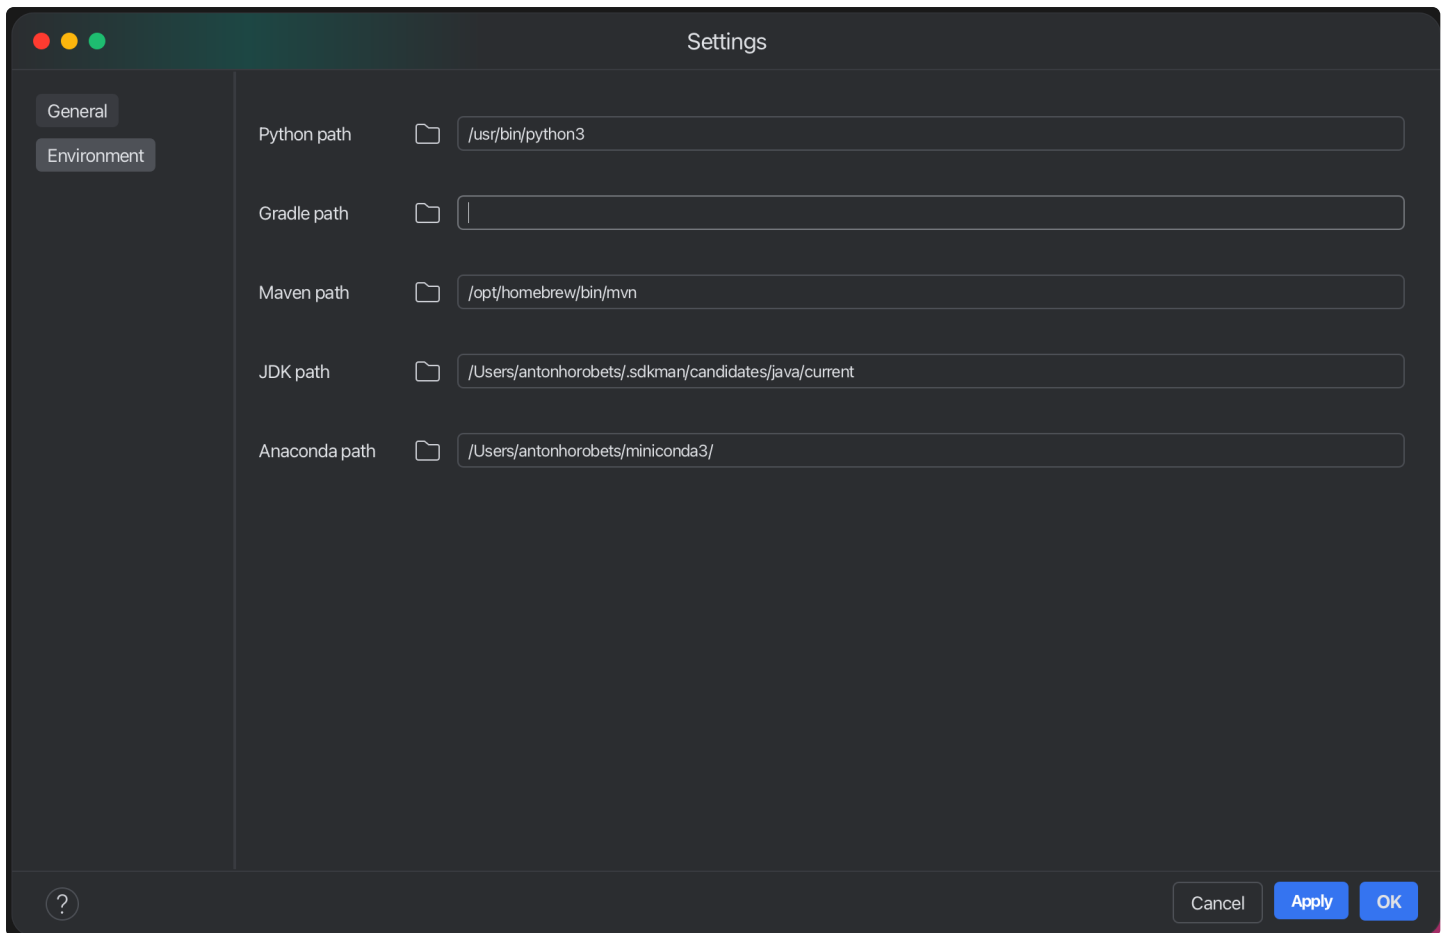 Settings
General
Environment
Python path
/usr/bin/python3
Gradle path
Maven path
/opt/homebrew/bin/mvn
JDK path
/Users/antonhorobets/.sdkman/candidates/java/current
Anaconda path
/Users/antonhorobets/miniconda3/
?
Cancel
Apply
OK